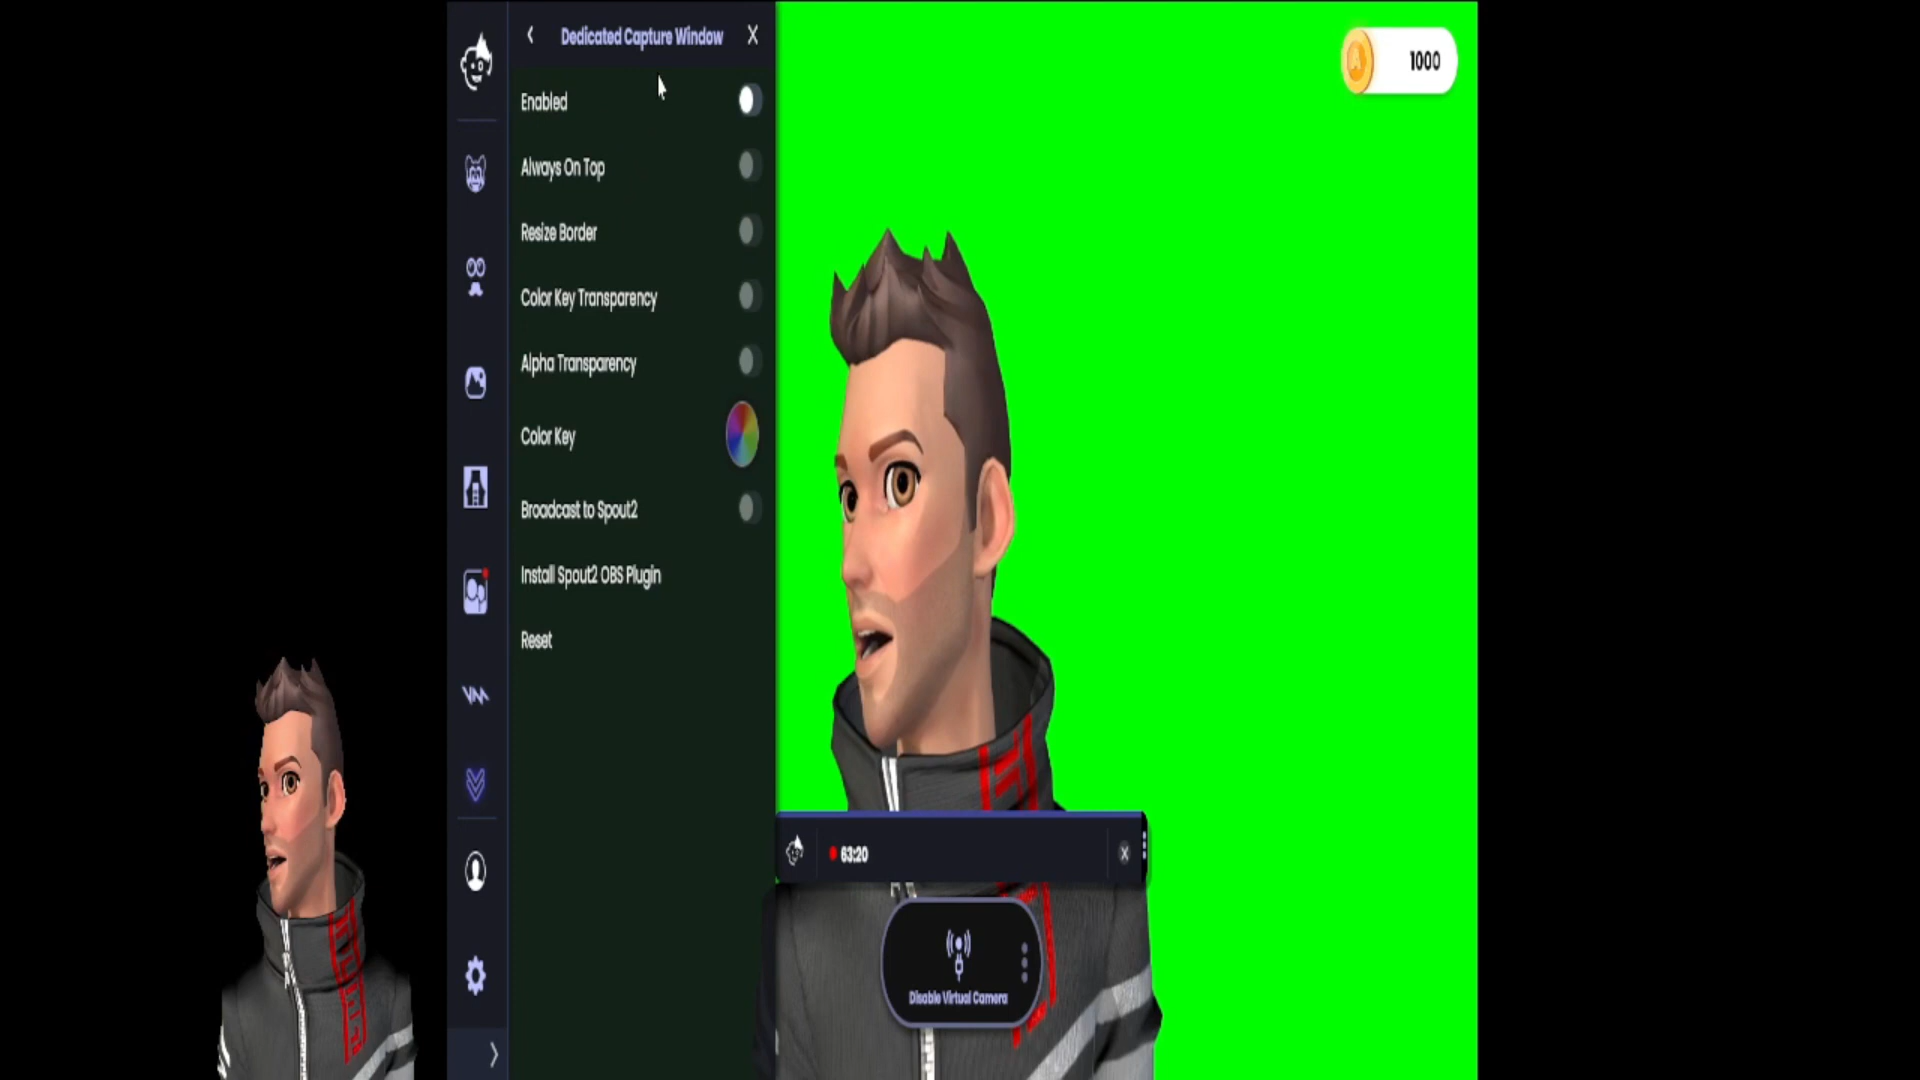 Dedicated Capture Window
Enabled
Always On Top
Resize Border
Color Key Transparency
Alpha Transparency
Color Key
Broadcast to Spout2
Install Spout2 OBS Plugin
Reset
1000
63:20
Disable Virtual Camera